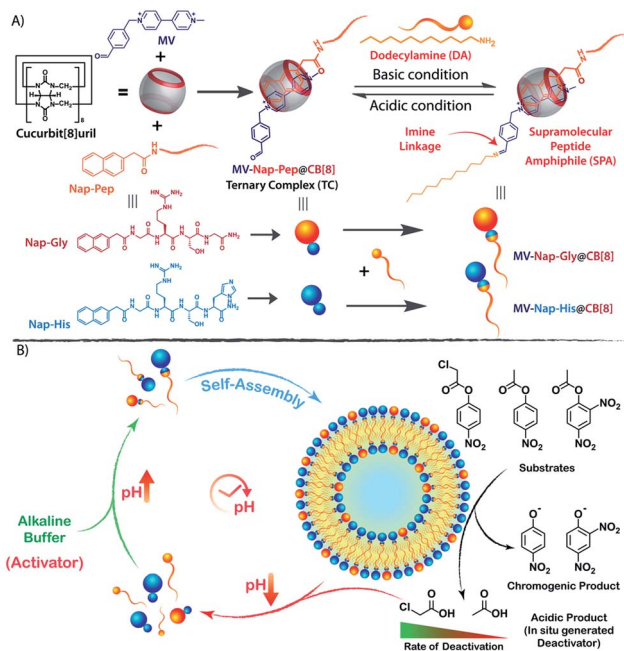 A)
MV
+
Cucurbit[8]uril
=
+
Nap-Pep
Dodecylamine (DA)
Basic condition
Acidic condition
Imine
Linkage
MV-Nap-Pep@CB[8]
Ternary Complex (TC)
Supramolecular
Peptide
Amphiphile (SPA)
Nap-Gly
Nap-His
+
MV-Nap-Gly@CB[8]
MV-Nap-His@CB[8]
B)
Self-Assembly
pH
pH
Alkaline
Buffer
(Activator)
pH
Substrates
Chromogenic Product
Acidic Product
(In situ generated
Deactivator)
Rate of Deactivation